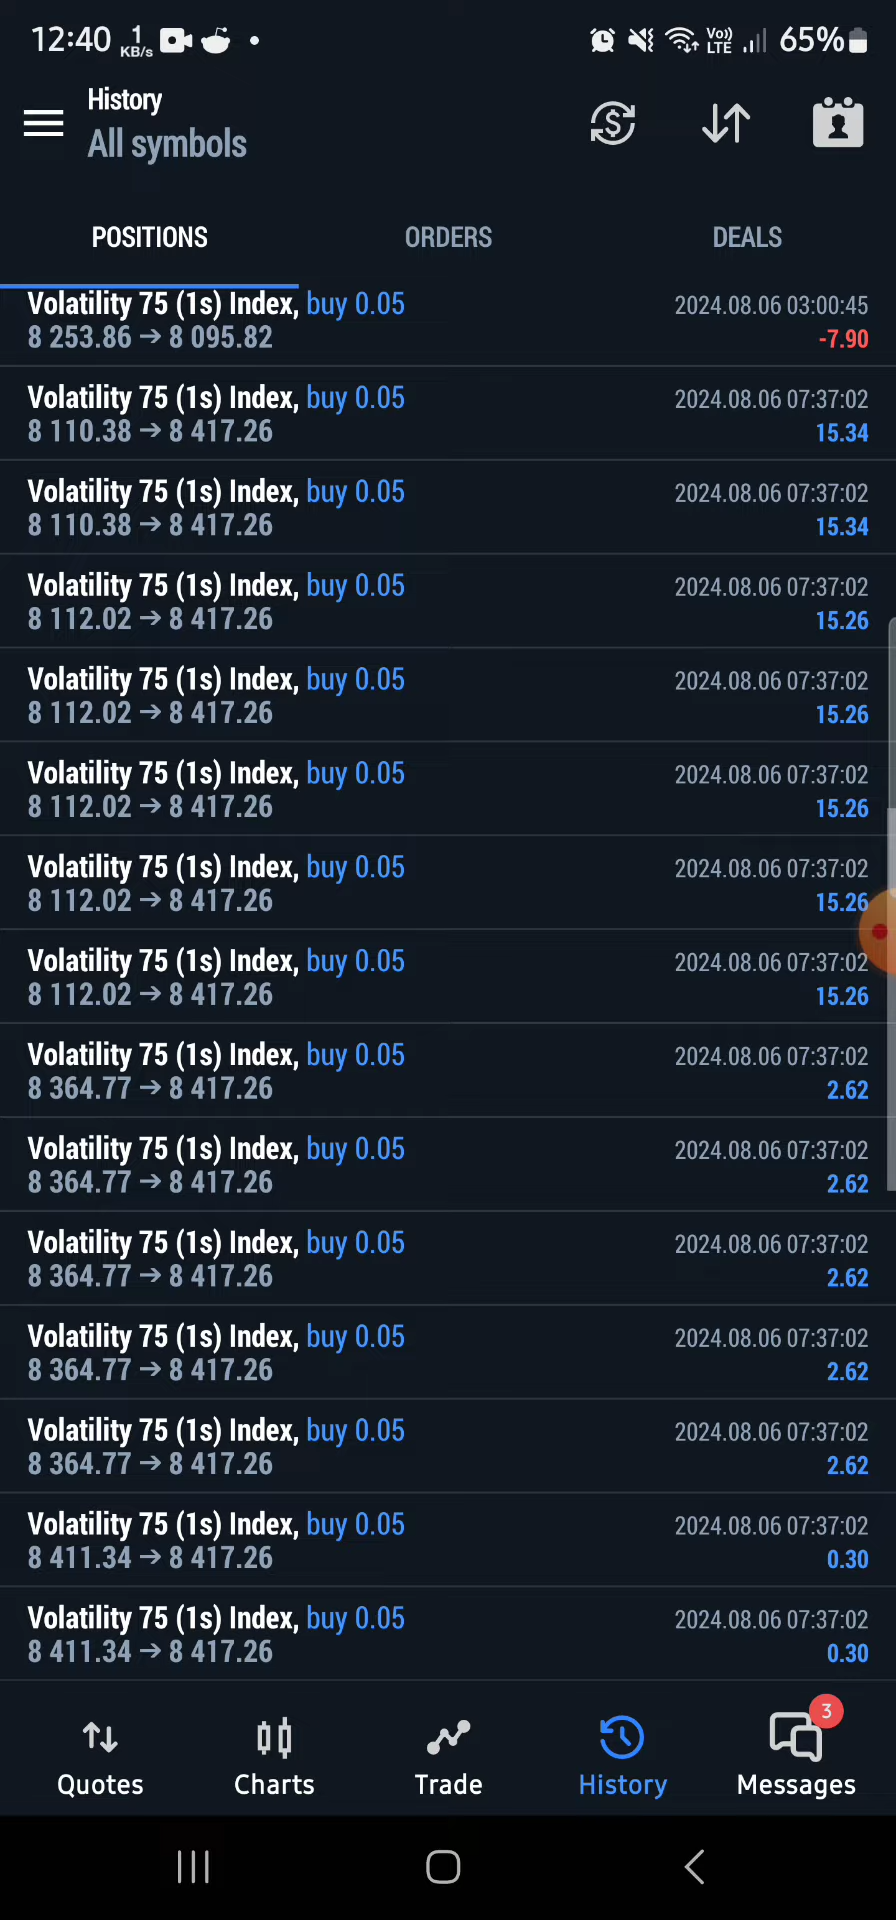 12:40 1 KB/s Vo)) LTE 65%
History
All symbols
POSITIONS ORDERS DEALS
Volatility 75 (1s) Index, buy 0.05 2024.08.06 03:00:45
8 253.86 → 8 095.82 -7.90
Volatility 75 (1s) Index, buy 0.05 2024.08.06 07:37:02
8 110.38 → 8 417.26 15.34
Volatility 75 (1s) Index, buy 0.05 2024.08.06 07:37:02
8 110.38 → 8 417.26 15.34
Volatility 75 (1s) Index, buy 0.05 2024.08.06 07:37:02
8 112.02 → 8 417.26 15.26
Volatility 75 (1s) Index, buy 0.05 2024.08.06 07:37:02
8 112.02 → 8 417.26 15.26
Volatility 75 (1s) Index, buy 0.05 2024.08.06 07:37:02
8 112.02 → 8 417.26 15.26
Volatility 75 (1s) Index, buy 0.05 2024.08.06 07:37:02
8 112.02 → 8 417.26 15.26
Volatility 75 (1s) Index, buy 0.05 2024.08.06 07:37:02
8 112.02 → 8 417.26 15.26
Volatility 75 (1s) Index, buy 0.05 2024.08.06 07:37:02
8 364.77 → 8 417.26 2.62
Volatility 75 (1s) Index, buy 0.05 2024.08.06 07:37:02
8 364.77 → 8 417.26 2.62
Volatility 75 (1s) Index, buy 0.05 2024.08.06 07:37:02
8 364.77 → 8 417.26 2.62
Volatility 75 (1s) Index, buy 0.05 2024.08.06 07:37:02
8 364.77 → 8 417.26 2.62
Volatility 75 (1s) Index, buy 0.05 2024.08.06 07:37:02
8 364.77 → 8 417.26 2.62
Volatility 75 (1s) Index, buy 0.05 2024.08.06 07:37:02
8 411.34 → 8 417.26 0.30
Volatility 75 (1s) Index, buy 0.05 2024.08.06 07:37:02
8 411.34 → 8 417.26 0.30
3
Quotes Charts Trade History Messages